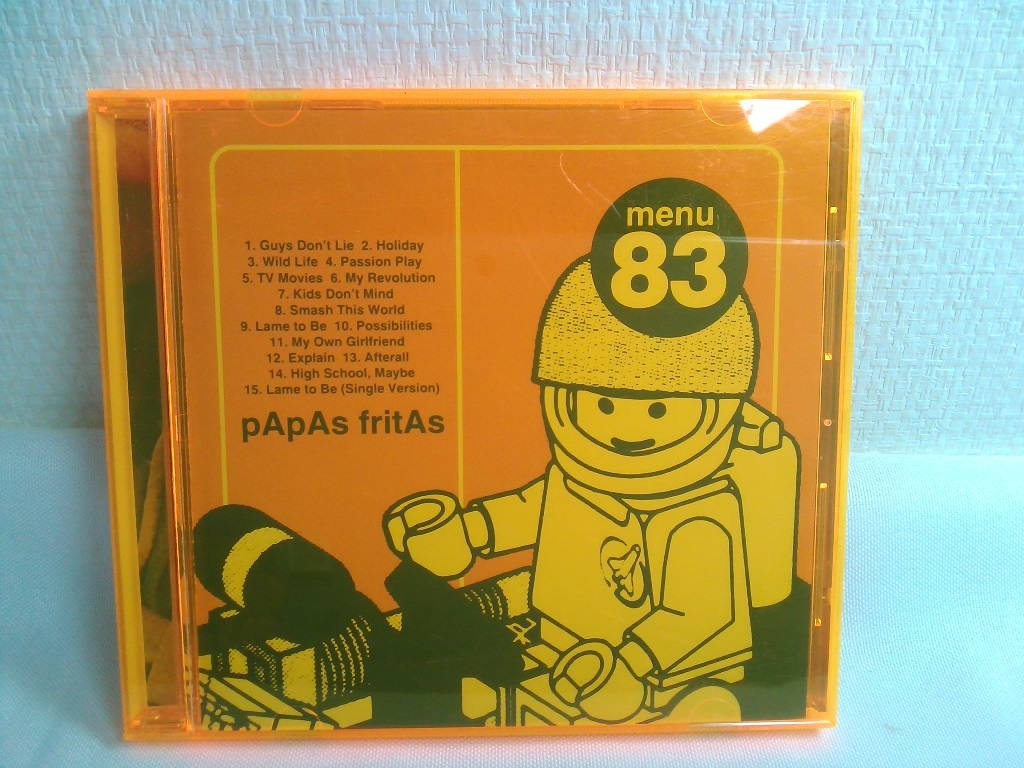 menu
83
1. Guys Don't Lie 2. Holiday
3. Wild Life 4. Passion Play
5. TV Movies 6. My Revolution
7. Kids Don't Mind
8. Smash This World
9. Lame to Be 10. Possibilities
11. My Own Girlfriend
12. Explain 13. Afterall
14. High School, Maybe
15. Lame to Be (Single Version)
pApAs fritAs